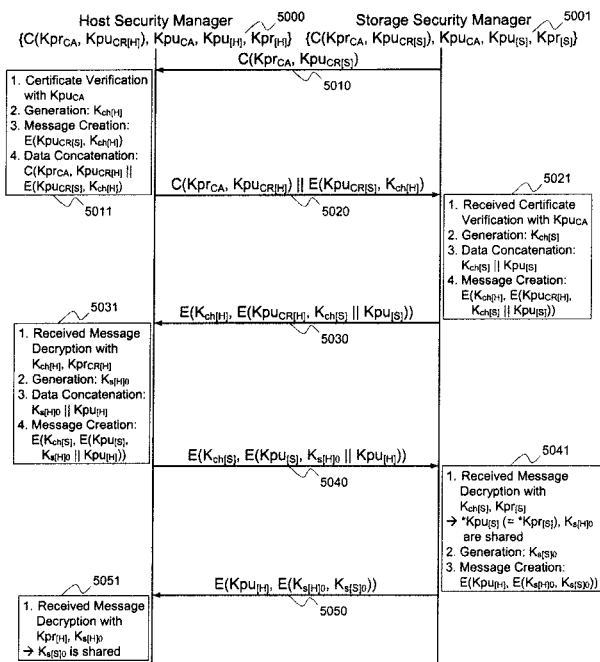 Host Security Manager 5000
{C(KprCA, KpuCR[H]), KpuCA, Kpu[H], Kpr[H]}
Storage Security Manager 5001
{C(KprCA, KpuCR[S]), KpuCA, Kpu[S], Kpr[S]}
C(KprCA, KpuCR[S])
5010
1. Certificate Verification
with KpuCA
2. Generation: Kch[H]
3. Message Creation:
E(KpuCR[S], Kch[H])
4. Data Concatenation:
C(KprCA, KpuCR[H] ||
E(KpuCR[S], Kch[H])
5011
C(KprCA, KpuCR[H]) || E(KpuCR[S], Kch[H])
5020
5021
1. Received Certificate
Verification with KpuCA
2. Generation: Kch[S]
3. Data Concatenation:
Kch[S] || Kpu[S]
4. Message Creation:
E(Kch[H], E(KpuCR[H],
Kch[S] || Kpu[S]))
E(Kch[H], E(KpuCR[H], Kch[S] || Kpu[S]))
5030
5031
1. Received Message
Decryption with
Kch[H], KprCR[H]
2. Generation: Ks[H]0
3. Data Concatenation:
Ks[H]0 || Kpu[H]
4. Message Creation:
E(Kch[S], E(Kpu[S],
Ks[H]0 || Kpu[H]))
E(Kch[S], E(Kpu[S], Ks[H]0 || Kpu[H]))
5040
5041
1. Received Message
Decryption with
Kch[S], Kpr[S]
→ *Kpu[S] (= *Kpr[S]), Ks[H]0
are shared
2. Generation: Ks[S]0
3. Message Creation:
E(Kpu[H], E(Ks[H]0, Ks[S]0))
E(Kpu[H], E(Ks[H]0, Ks[S]0))
5050
5051
1. Received Message
Decryption with
Kpr[H], Ks[H]0
→ Ks[S]0 is shared